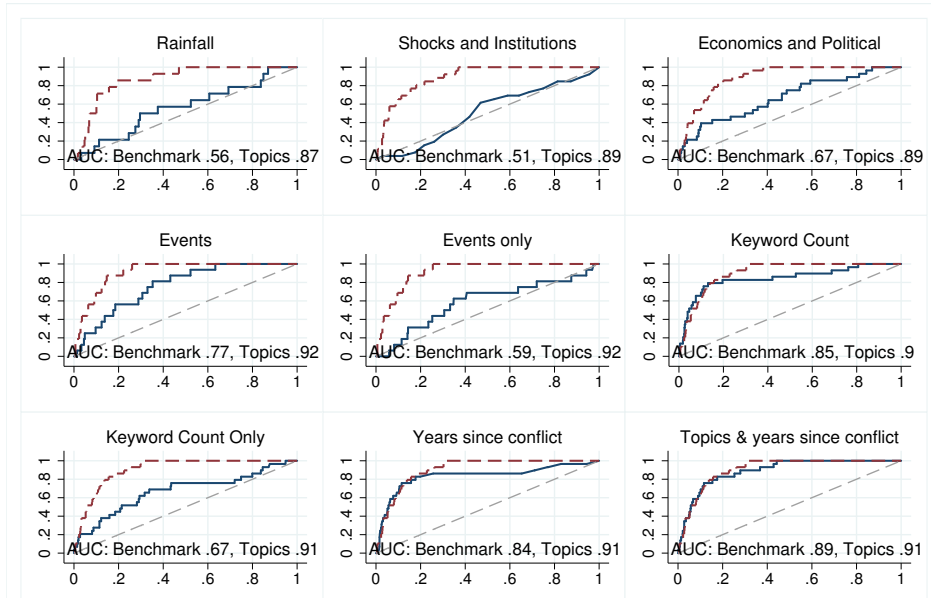 Rainfall
1
.8
.6
.4
.2
0
AUC: Benchmark .56, Topics .87
0 .2 .4 .6 .8 1
Shocks and Institutions
1
.8
.6
.4
.2
0
AUC: Benchmark .51, Topics .89
0 .2 .4 .6 .8 1
Economics and Political
1
.8
.6
.4
.2
0
AUC: Benchmark .67, Topics .89
0 .2 .4 .6 .8 1
Events
1
.8
.6
.4
.2
0
AUC: Benchmark .77, Topics .92
0 .2 .4 .6 .8 1
Events only
1
.8
.6
.4
.2
0
AUC: Benchmark .59, Topics .92
0 .2 .4 .6 .8 1
Keyword Count
1
.8
.6
.4
.2
0
AUC: Benchmark .85, Topics .9
0 .2 .4 .6 .8 1
Keyword Count Only
1
.8
.6
.4
.2
0
AUC: Benchmark .67, Topics .91
0 .2 .4 .6 .8 1
Years since conflict
1
.8
.6
.4
.2
0
AUC: Benchmark .84, Topics .91
0 .2 .4 .6 .8 1
Topics & years since conflict
1
.8
.6
.4
.2
0
AUC: Benchmark .89, Topics .91
0 .2 .4 .6 .8 1